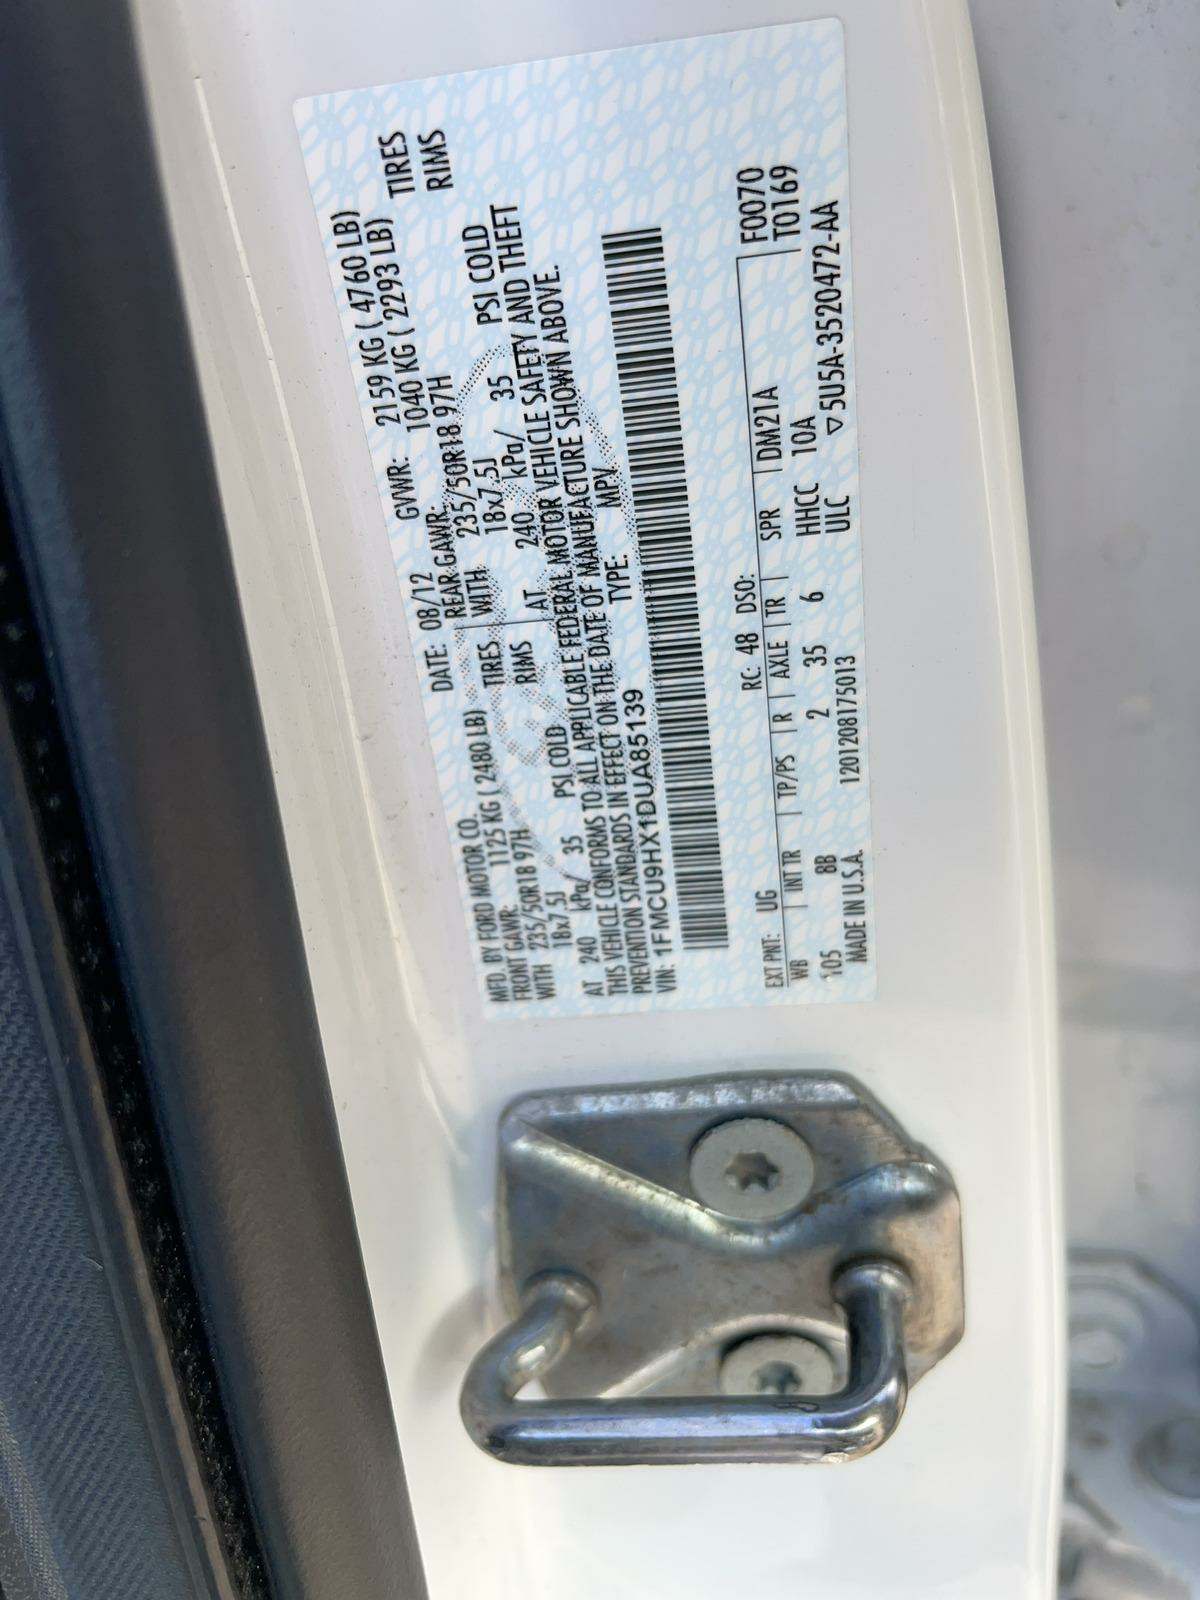 MFD. BY FORD MOTOR CO.
DATE: 08/12 GVWR: 2159 KG ( 4760 LB)
FRONT GAWR: 1125 KG ( 2480 LB) REAR GAWR: 1040 KG ( 2293 LB)
WITH 235/50R18 97H TIRES WITH 235/50R18 97H TIRES
18x7.5J RIMS 18x7.5J RIMS
AT 240 kPa/ 35 PSI COLD AT 240 kPa/ 35 PSI COLD
THIS VEHICLE CONFORMS TO ALL APPLICABLE FEDERAL MOTOR VEHICLE SAFETY AND THEFT
PREVENTION STANDARDS IN EFFECT ON THE DATE OF MANUFACTURE SHOWN ABOVE.
VIN: 1FMCU9HX1DUA85139 TYPE: MPV
F0070
T0169
EXT PNT: UG RC: 48 DSO:
WB INT TR TP/PS R AXLE TR SPR DM21A
105 8B 2 35 6 HHCC 10A
MADE IN U.S.A. 1201208175013 ULC ▽5U5A-3520472-AA